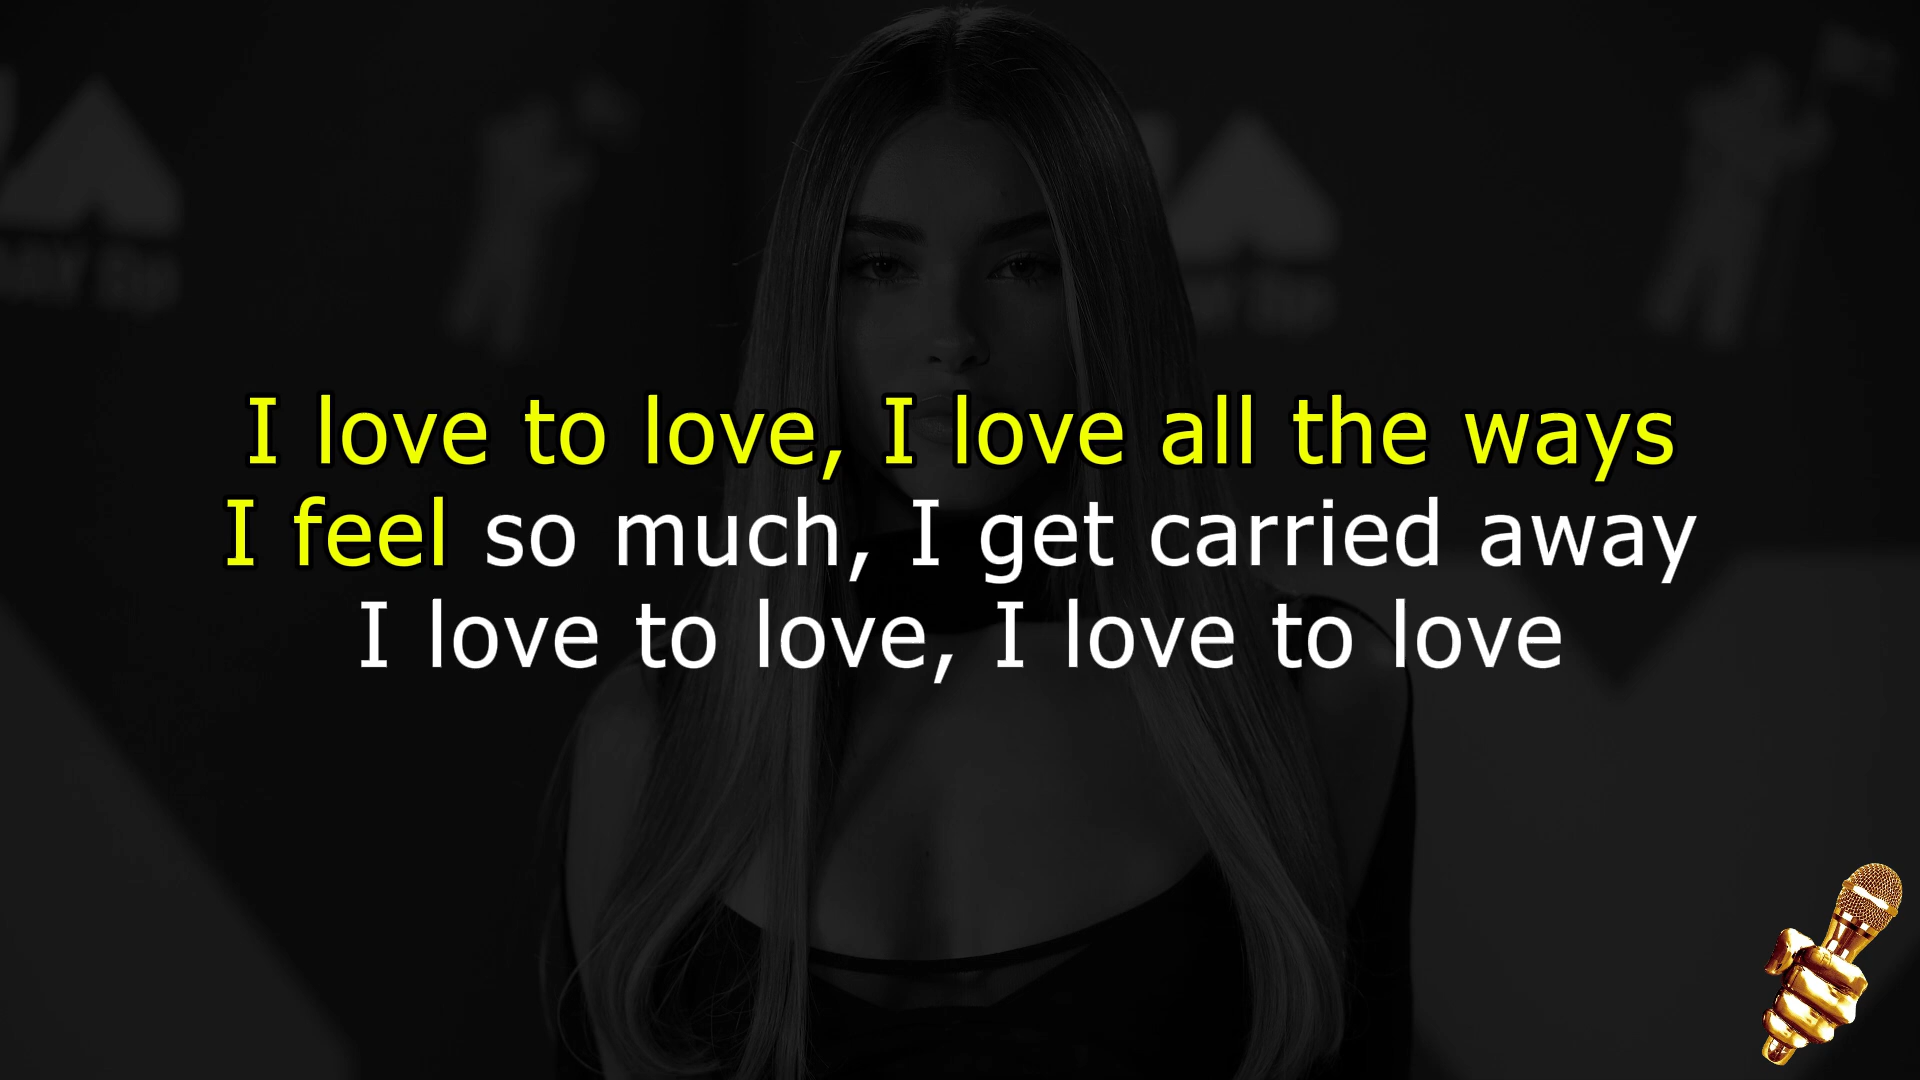 I love to love, I love all the ways
I feel so much, I get carried away
I love to love, I love to love